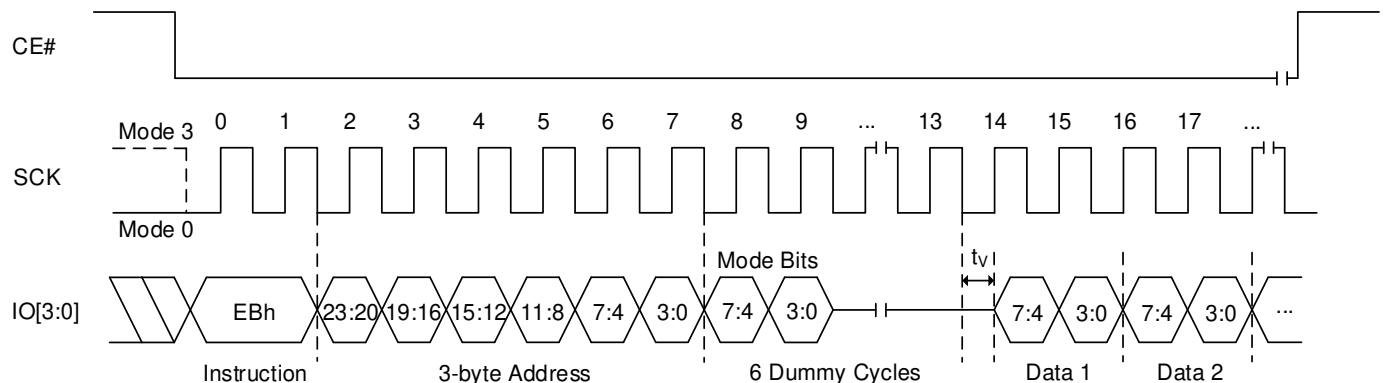 CE#
Mode 3 0 1 2 3 4 5 6 7 8 9 ... 13 14 15 16 17 ...
SCK
Mode 0
Mode Bits tV
IO[3:0] EBh 23:20 19:16 15:12 11:8 7:4 3:0 7:4 3:0 7:4 3:0 7:4 3:0 ...
Instruction 3-byte Address 6 Dummy Cycles Data 1 Data 2